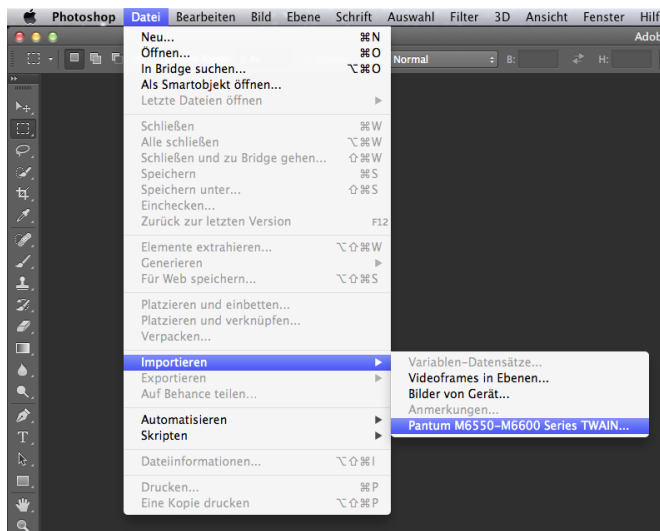 Photoshop Datei Bearbeiten Bild Ebene Schrift Auswahl Filter 3D Ansicht Fenster Hilf
Adob
Normal B: H:
Neu... ⌘N
Öffnen... ⌘O
In Bridge suchen... ⌥⌘O
Als Smartobjekt öffnen...
Letzte Dateien öffnen
Schließen ⌘W
Alle schließen ⌥⌘W
Schließen und zu Bridge gehen... ⇧⌘W
Speichern ⌘S
Speichern unter... ⇧⌘S
Einchecken...
Zurück zur letzten Version F12
Elemente extrahieren... ⌥⇧⌘W
Generieren
Für Web speichern... ⌥⇧⌘S
Platzieren und einbetten...
Platzieren und verknüpfen...
Verpacken...
Importieren
Exportieren
Auf Behance teilen...
Automatisieren
Skripten
Dateiinformationen... ⌥⇧⌘I
Drucken... ⌘P
Eine Kopie drucken ⌥⇧⌘P
Variablen-Datensätze...
Videoframes in Ebenen...
Bilder von Gerät...
Anmerkungen...
Pantum M6550-M6600 Series TWAIN...